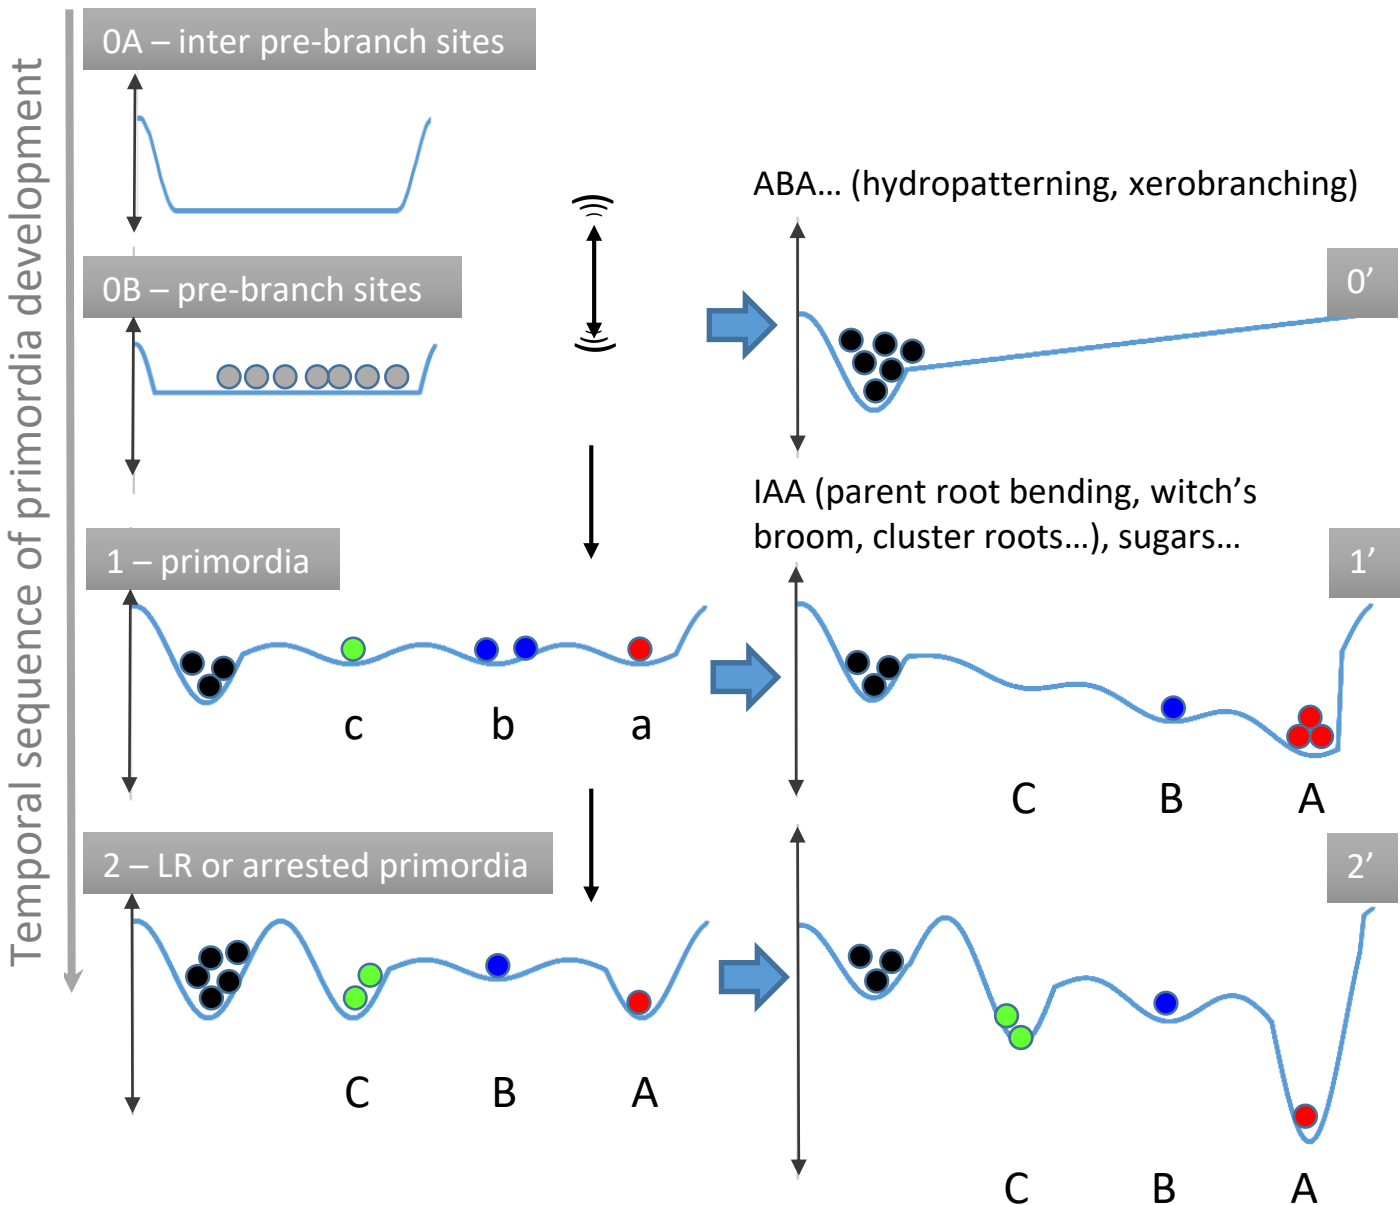 Temporal sequence of primordia development
0A – inter pre-branch sites
0B – pre-branch sites
ABA... (hydropatterning, xerobranching)
0’
1 – primordia
c
b
a
IAA (parent root bending, witch’s
broom, cluster roots...), sugars...
1’
C
B
A
2 – LR or arrested primordia
C
B
A
2’
C
B
A